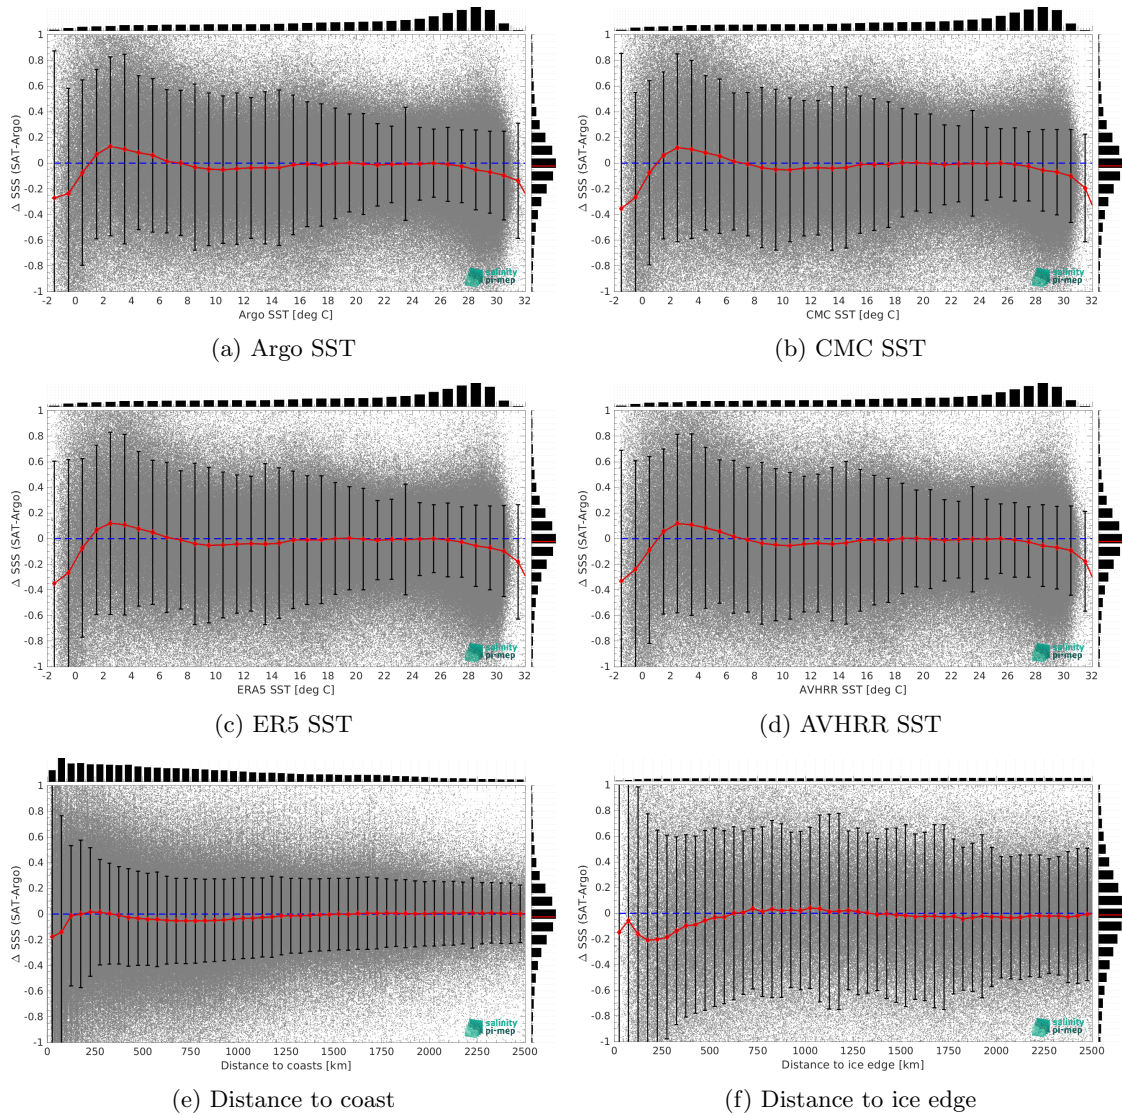 1
0.8
0.6
0.4
0.2
0
-0.2
-0.4
-0.6
-0.8
-1
Δ SSS (SAT-Argo)
-2 0 2 4 6 8 10 12 14 16 18 20 22 24 26 28 30 32
Argo SST [deg C]
salinity
pi-mep
(a) Argo SST
1
0.8
0.6
0.4
0.2
0
-0.2
-0.4
-0.6
-0.8
-1
Δ SSS (SAT-Argo)
-2 0 2 4 6 8 10 12 14 16 18 20 22 24 26 28 30 32
CMC SST [deg C]
salinity
pi-mep
(b) CMC SST
1
0.8
0.6
0.4
0.2
0
-0.2
-0.4
-0.6
-0.8
-1
Δ SSS (SAT-Argo)
-2 0 2 4 6 8 10 12 14 16 18 20 22 24 26 28 30 32
ERA5 SST [deg C]
salinity
pi-mep
(c) ER5 SST
1
0.8
0.6
0.4
0.2
0
-0.2
-0.4
-0.6
-0.8
-1
Δ SSS (SAT-Argo)
-2 0 2 4 6 8 10 12 14 16 18 20 22 24 26 28 30 32
AVHRR SST [deg C]
salinity
pi-mep
(d) AVHRR SST
1
0.8
0.6
0.4
0.2
0
-0.2
-0.4
-0.6
-0.8
-1
Δ SSS (SAT-Argo)
0 250 500 750 1000 1250 1500 1750 2000 2250 2500
Distance to coasts [km]
salinity
pi-mep
(e) Distance to coast
1
0.8
0.6
0.4
0.2
0
-0.2
-0.4
-0.6
-0.8
-1
Δ SSS (SAT-Argo)
0 250 500 750 1000 1250 1500 1750 2000 2250 2500
Distance to ice edge [km]
salinity
pi-mep
(f) Distance to ice edge